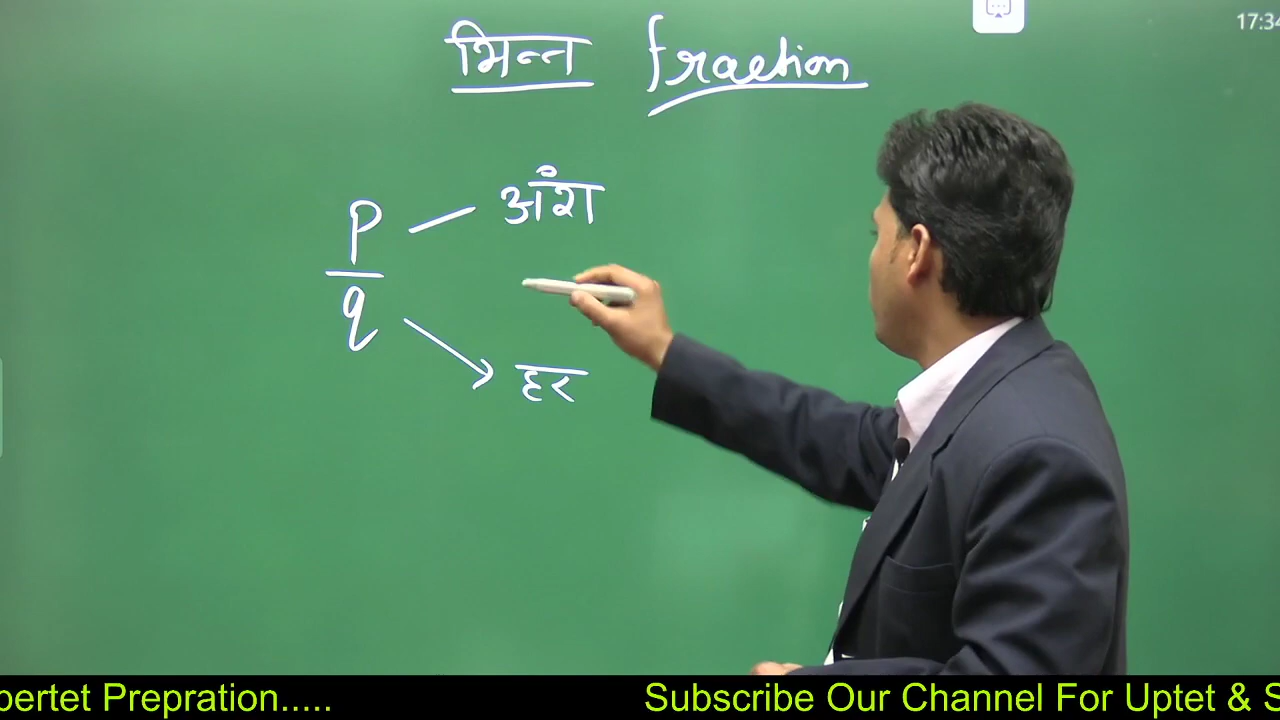 17:34
भिन्न fraction
P अंश
q हर
pertet Prepration..... Subscribe Our Channel For Uptet & S